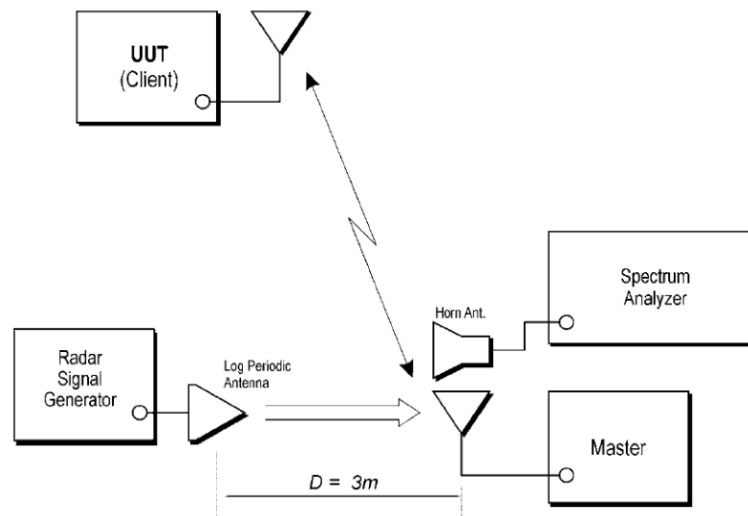 UUT
(Client)
Spectrum
Analyzer
Horn Ant.
Radar
Signal
Generator
Log Periodic
Antenna
Master
D = 3m